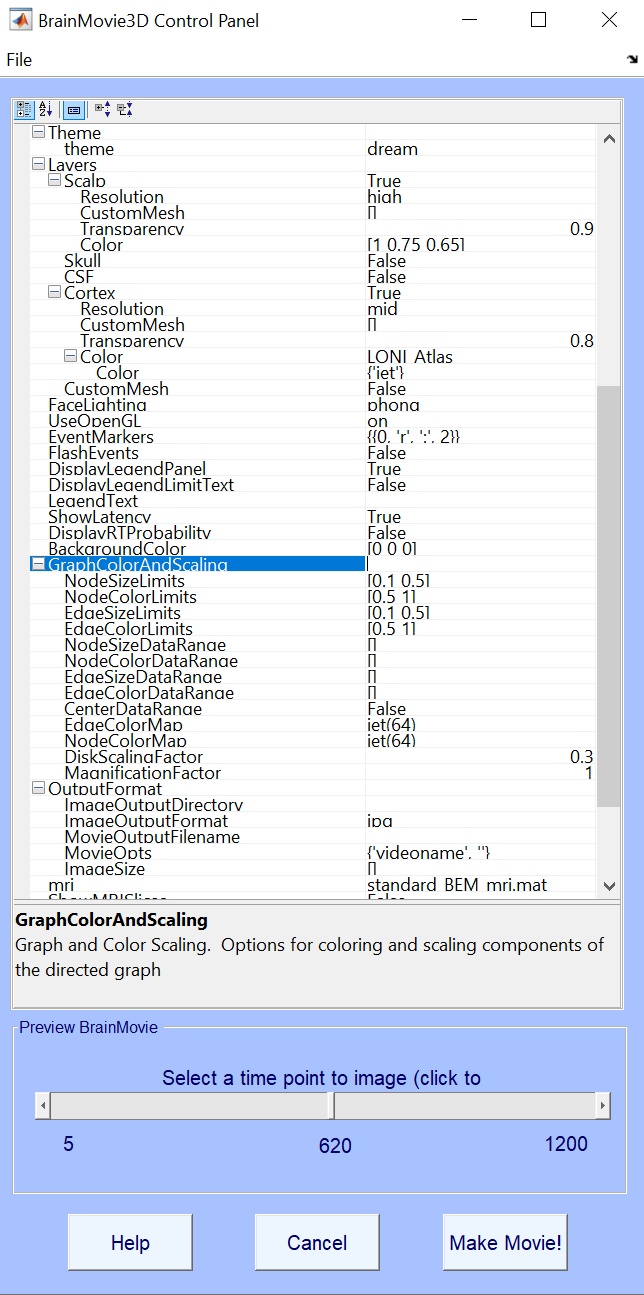 BrainMovie3D Control Panel
File
Theme
theme dream
Layers
Scalp True
Resolution high
CustomMesh []
Transparency 0.9
Color [1 0.75 0.65]
Skull False
CSF False
Cortex True
Resolution mid
CustomMesh []
Transparency 0.8
Color LONI_Atlas
Color {'jet'}
CustomMesh False
FaceLighting phong
UseOpenGL on
EventMarkers {{0, 'r', ':', 2}}
FlashEvents False
DisplayLegendPanel True
DisplayLegendLimitText False
LegendText
ShowLatency True
DisplayRTProbability False
BackgroundColor [0 0 0]
GraphColorAndScaling
NodeSizeLimits [0.1 0.5]
NodeColorLimits [0.5 1]
EdgeSizeLimits [0.1 0.5]
EdgeColorLimits [0.5 1]
NodeSizeDataRange []
NodeColorDataRange []
EdgeSizeDataRange []
EdgeColorDataRange []
CenterDataRange False
EdgeColorMap jet(64)
NodeColorMap jet(64)
DiskScalingFactor 0.3
MagnificationFactor 1
OutputFormat
ImageOutputDirectory
ImageOutputFormat jpg
MovieOutputFilename
MovieOpts {'videoname', ''}
ImageSize []
mri standard_BEM_mri.mat
ShowMRISlices False
GraphColorAndScaling
Graph and Color Scaling. Options for coloring and scaling components of
the directed graph
Preview BrainMovie
Select a time point to image (click to
5 620 1200
Help Cancel Make Movie!